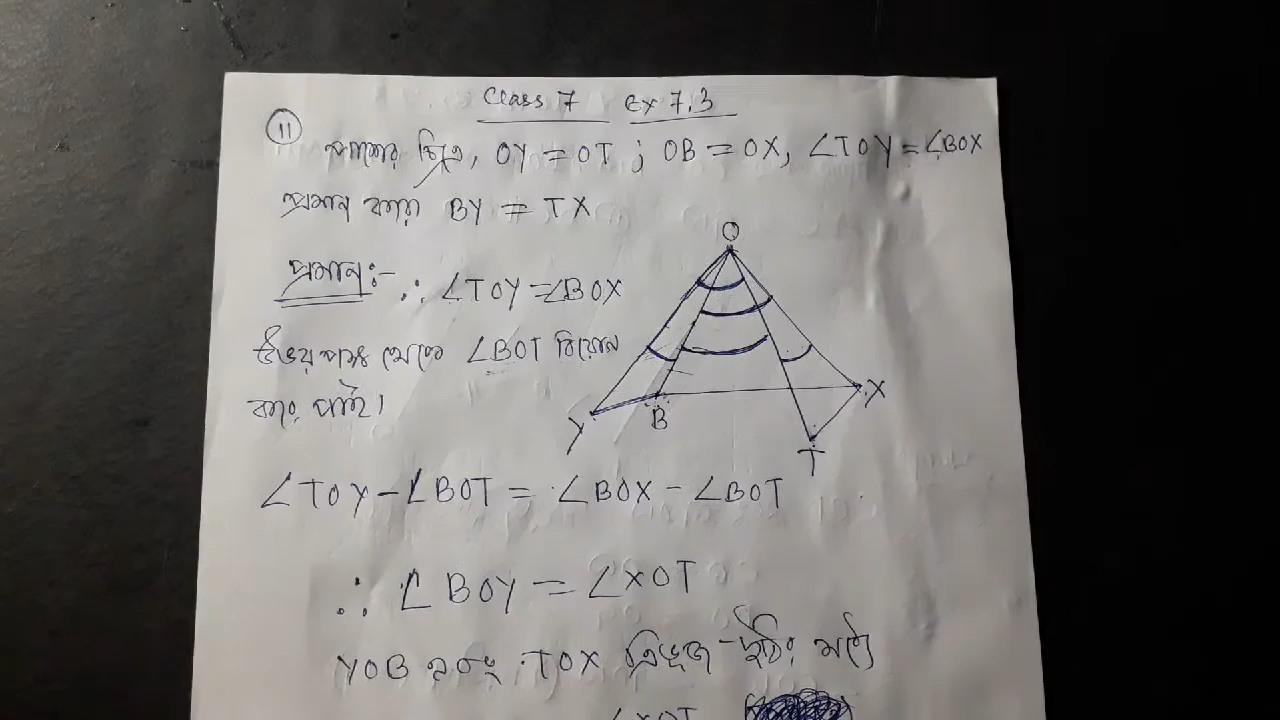 Class 7 Ex 7.3
11 পাশের চিত্রে, OY = OT ; OB = OX, ∠TOY = ∠BOX
প্রমাণ করো BY = TX
প্রমাণ:- ∴ ∠TOY = ∠BOX
উভয়পক্ষ থেকে ∠BOT বিয়োগ
করে পাই।
O
Y
B
X
T
∠TOY - ∠BOT = ∠BOX - ∠BOT
∴ ∠BOY = ∠XOT
YOB এবং TOX ত্রিভুজ দুটির মধ্যে
∠XOT